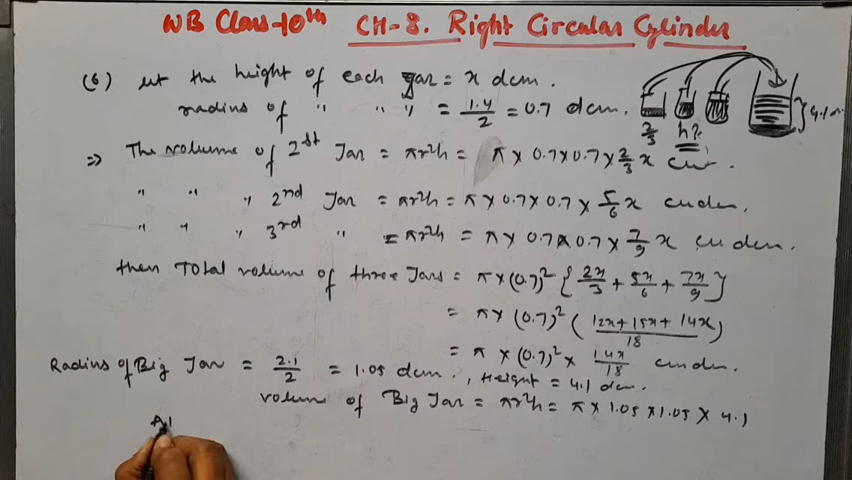 WB Class-10th CH-8. Right Circular Cylinder
(6) let the height of each Jar = x dcm.
radius of " " " = 1.4/2 = 0.7 dcm.
2/3 h? 4.1
⇒ The volume of 2st Jar = πr²h = π × 0.7×0.7 × 2/3 x
" " " 2nd Jar = πr²h = π × 0.7 × 0.7 × 5/6 x cu dcm.
" " " 3rd " = πr²h = π × 0.7 × 0.7 × 7/9 x cu dcm.
then Total volume of three Jars = π × (0.7)² { 2x/3 + 5x/6 + 7x/9 }
= π × (0.7)² ( 12x + 15x + 14x / 18 )
= π × (0.7)² × 14x/18 cu dcm.
Radius of Big Jar = 2.1/2 = 1.05 dcm., Height = 4.1 dcm.
volume of Big Jar = πr²h = π × 1.05 × 1.05 × 4.1